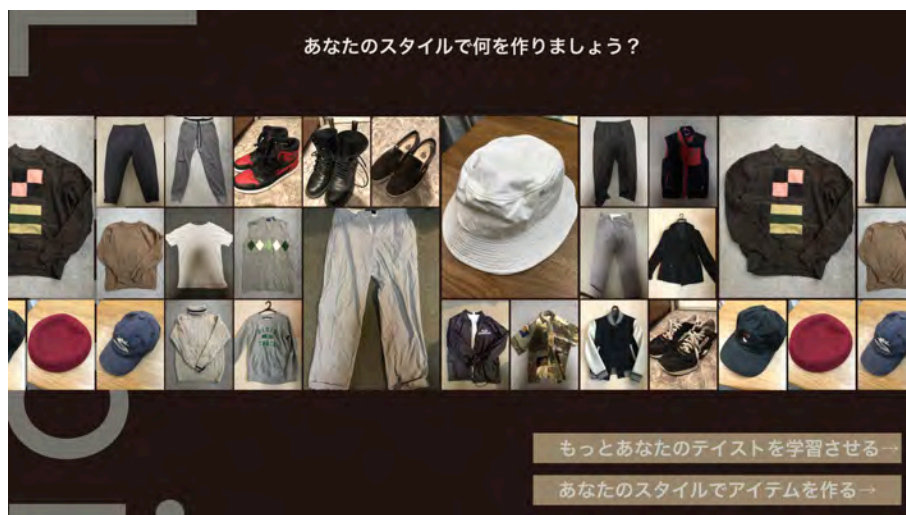 あなたのスタイルで何を作りましょう？
もっとあなたのテイストを学習させる→
あなたのスタイルでアイテムを作る→